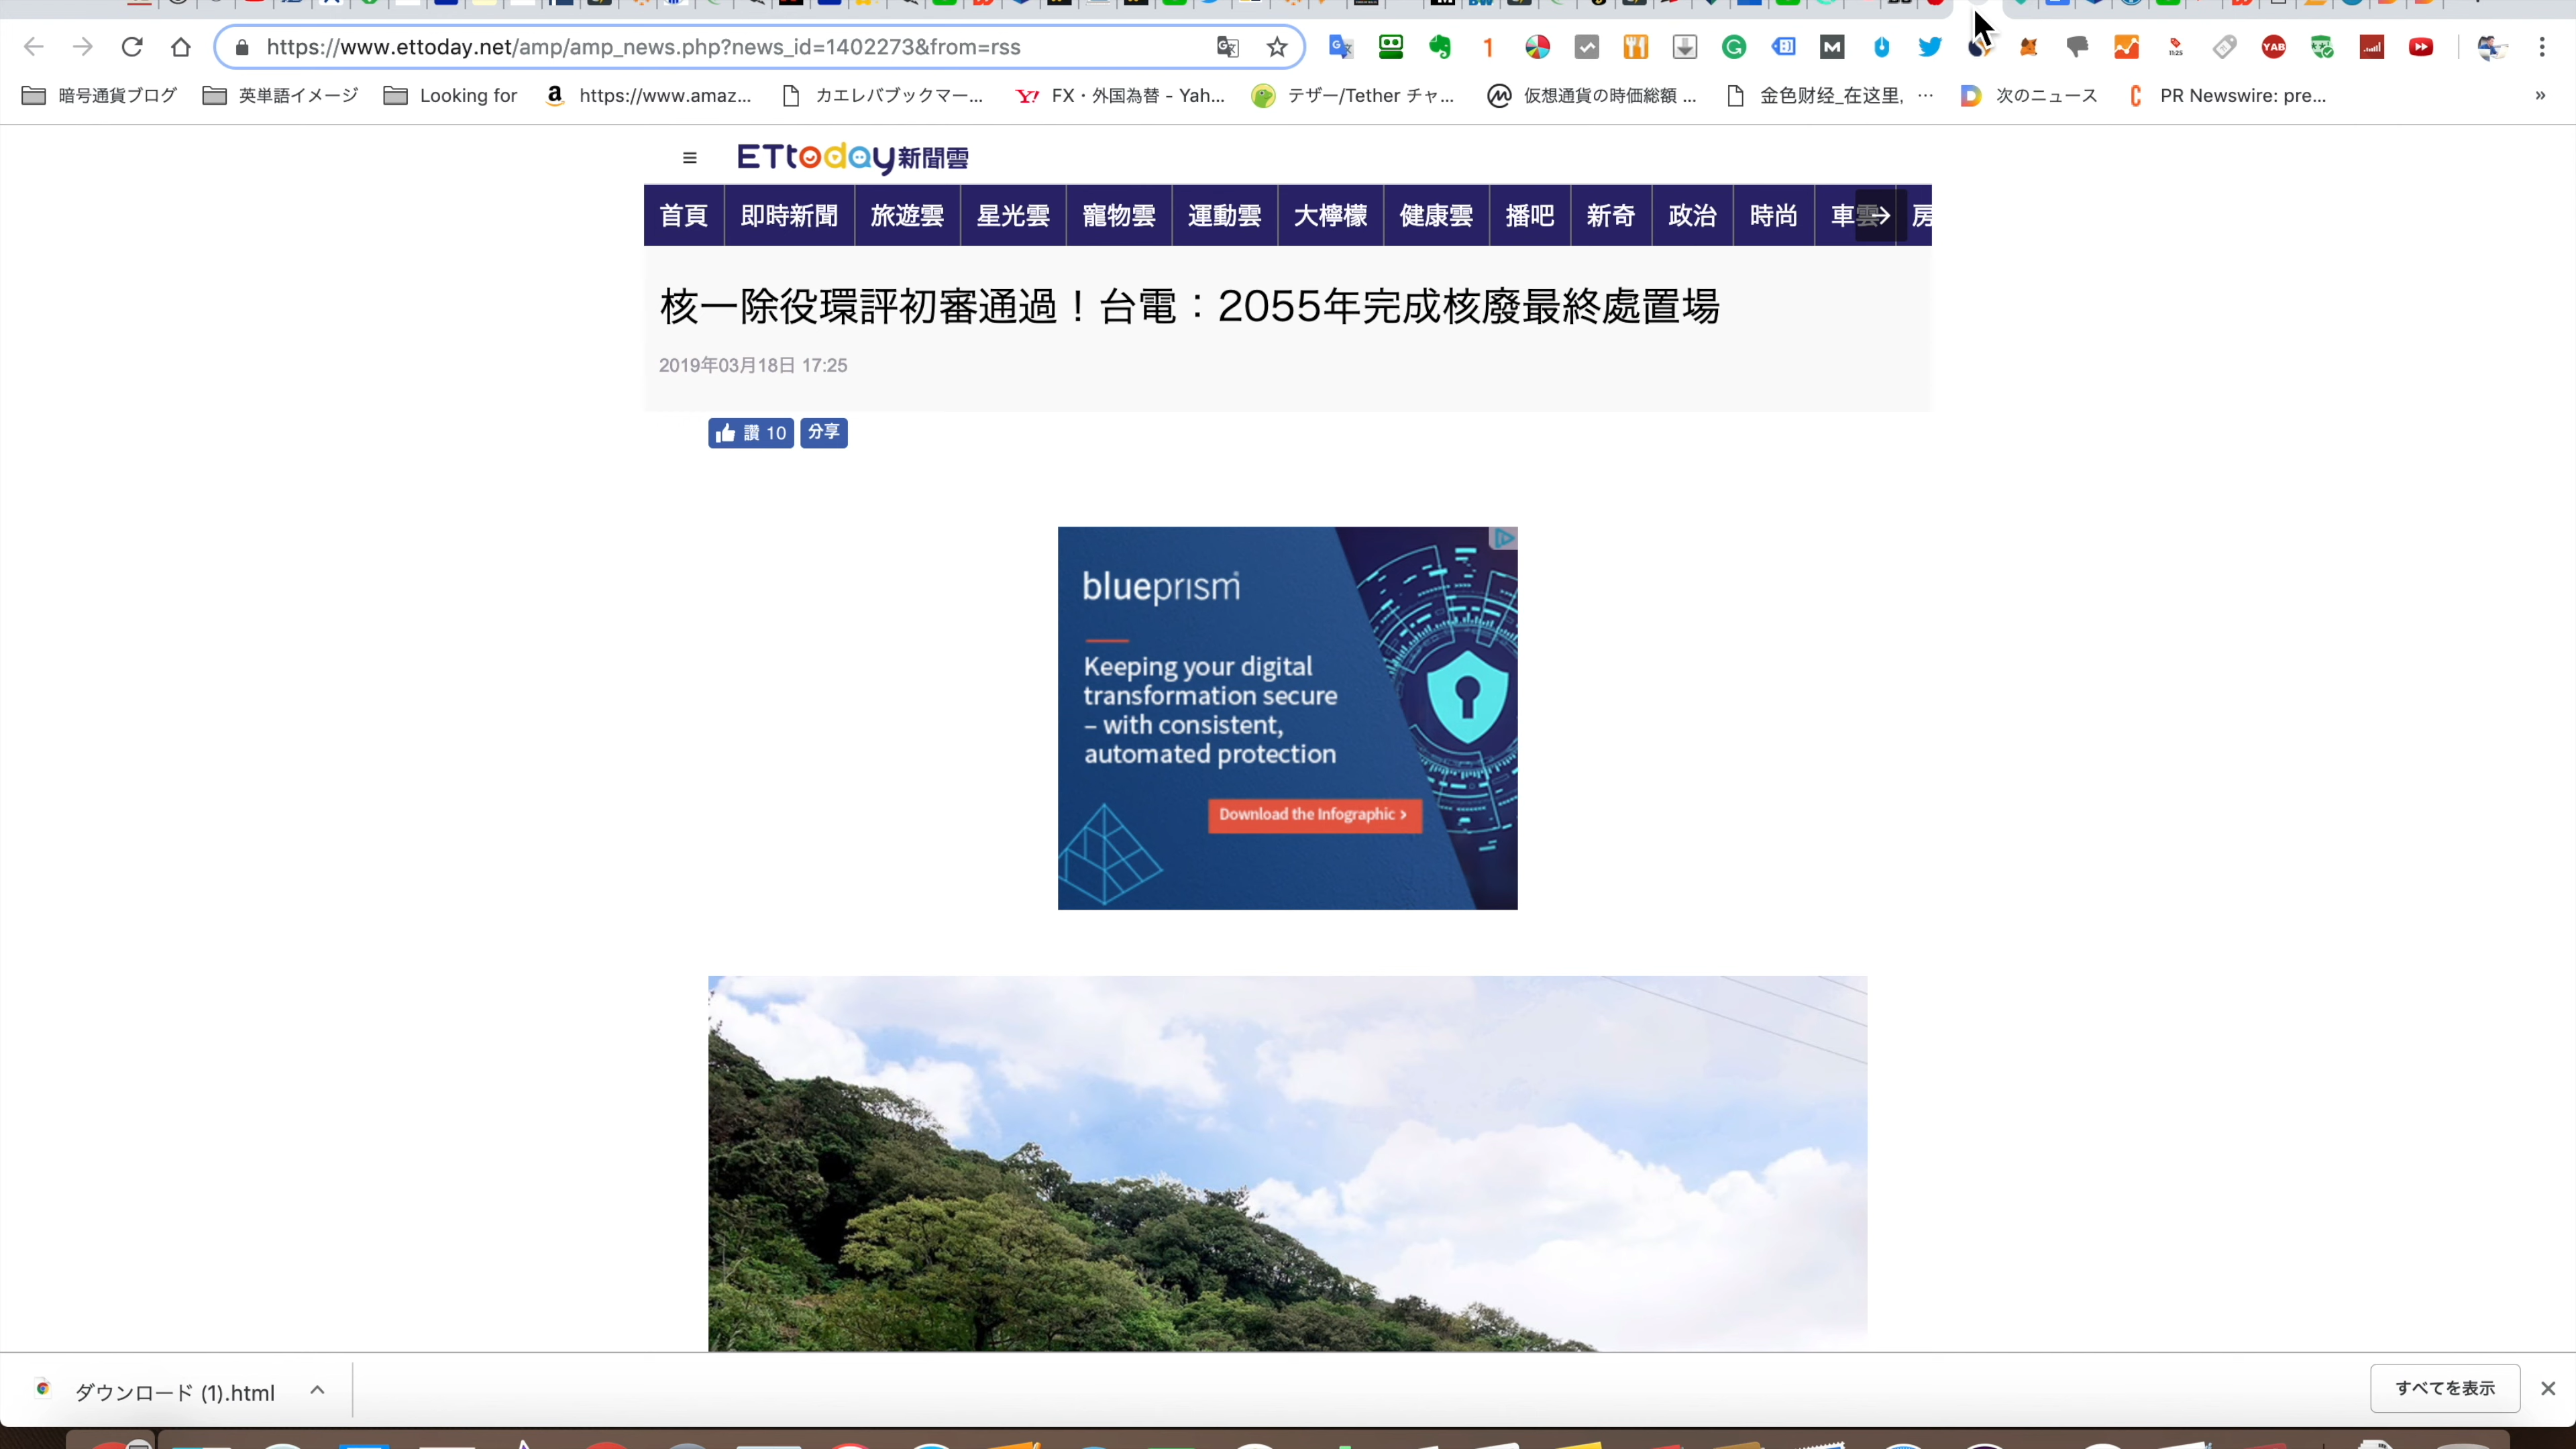 https://www.ettoday.net/amp/amp_news.php?news_id=1402273&from=rss
暗号通貨ブログ
英単語イメージ
Looking for
https://www.amaz...
カエレバブックマー...
FX・外国為替 - Yah...
テザー/Tether チャ...
仮想通貨の時価総額 ...
金色财经_在这里, ...
次のニュース
PR Newswire: pre...
»
ETtoday新聞雲
首頁 即時新聞 旅遊雲 星光雲 寵物雲 運動雲 大檸檬 健康雲 播吧 新奇 政治 時尚 車雲 房
核一除役環評初審通過！台電：2055年完成核廢最終處置場
2019年03月18日 17:25
讚 10 分享
blueprism
Keeping your digital
transformation secure
– with consistent,
automated protection
Download the Infographic >
ダウンロード (1).html
すべてを表示